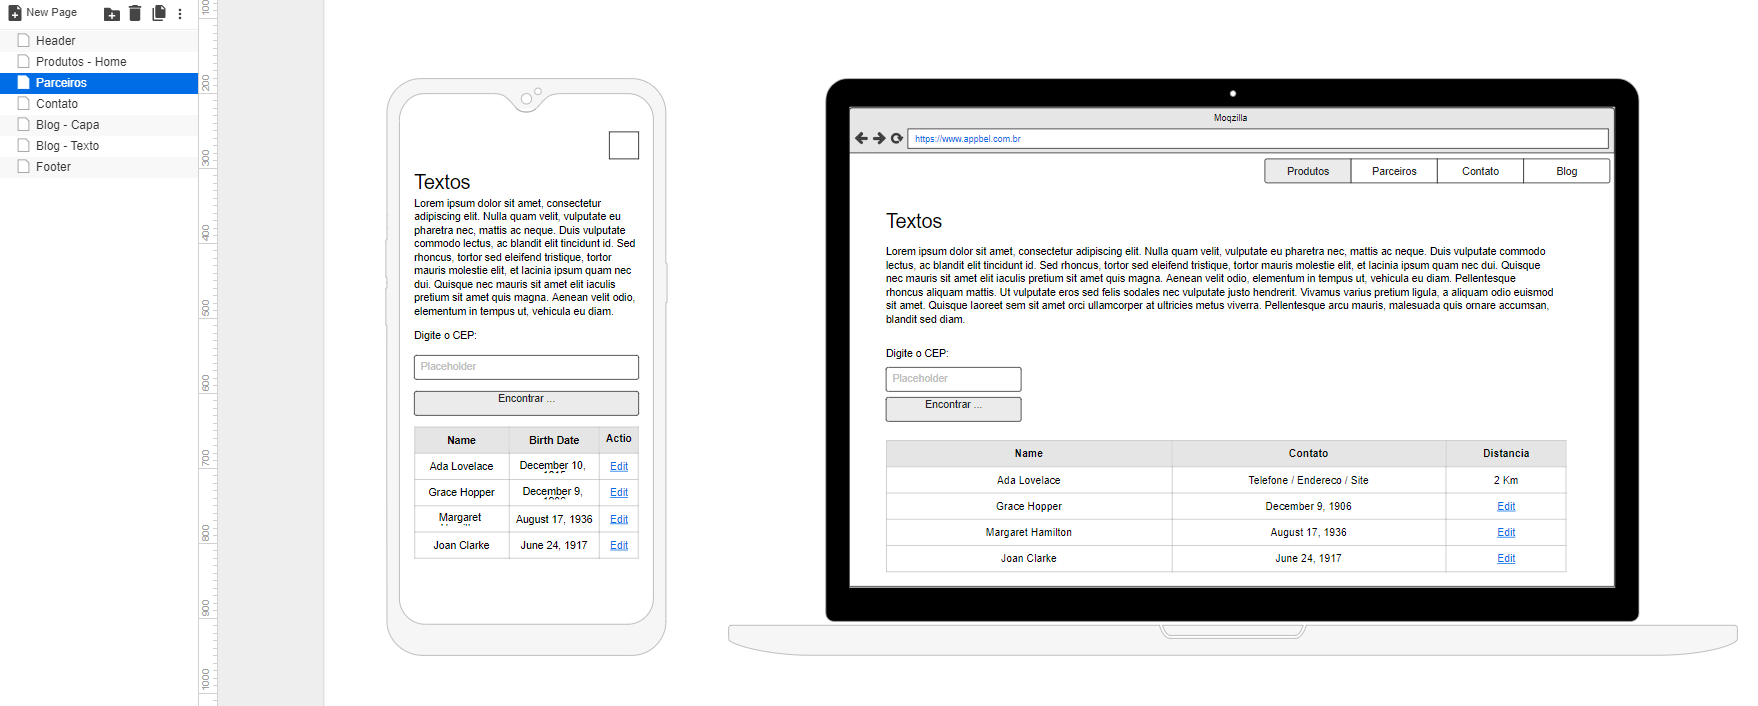 New Page
Header
Produtos - Home
Parceiros
Contato
Blog - Capa
Blog - Texto
Footer
100
200
300
400
500
600
700
800
900
1000
Textos
Lorem ipsum dolor sit amet, consectetur
adipiscing elit. Nulla quam velit, vulputate eu
pharetra nec, mattis ac neque. Duis vulputate
commodo lectus, ac blandit elit tincidunt id. Sed
rhoncus, tortor sed eleifend tristique, tortor
mauris molestie elit, et lacinia ipsum quam nec
dui. Quisque nec mauris sit amet elit iaculis
pretium sit amet quis magna. Aenean velit odio,
elementum in tempus ut, vehicula eu diam.
Digite o CEP:
Placeholder
Encontrar ...
Name Birth Date Actio
Ada Lovelace December 10, Edit
Grace Hopper December 9, Edit
Margaret August 17, 1936 Edit
Joan Clarke June 24, 1917 Edit
Moqzilla
https://www.appbel.com.br
Produtos Parceiros Contato Blog
Textos
Lorem ipsum dolor sit amet, consectetur adipiscing elit. Nulla quam velit, vulputate eu pharetra nec, mattis ac neque. Duis vulputate commodo
lectus, ac blandit elit tincidunt id. Sed rhoncus, tortor sed eleifend tristique, tortor mauris molestie elit, et lacinia ipsum quam nec dui. Quisque
nec mauris sit amet elit iaculis pretium sit amet quis magna. Aenean velit odio, elementum in tempus ut, vehicula eu diam. Pellentesque
rhoncus aliquam mattis. Ut vulputate eros sed felis sodales nec vulputate justo hendrerit. Vivamus varius pretium ligula, a aliquam odio euismod
sit amet. Quisque laoreet sem sit amet orci ullamcorper at ultricies metus viverra. Pellentesque arcu mauris, malesuada quis ornare accumsan,
blandit sed diam.
Digite o CEP:
Placeholder
Encontrar ...
Name Contato Distancia
Ada Lovelace Telefone / Endereco / Site 2 Km
Grace Hopper December 9, 1906 Edit
Margaret Hamilton August 17, 1936 Edit
Joan Clarke June 24, 1917 Edit